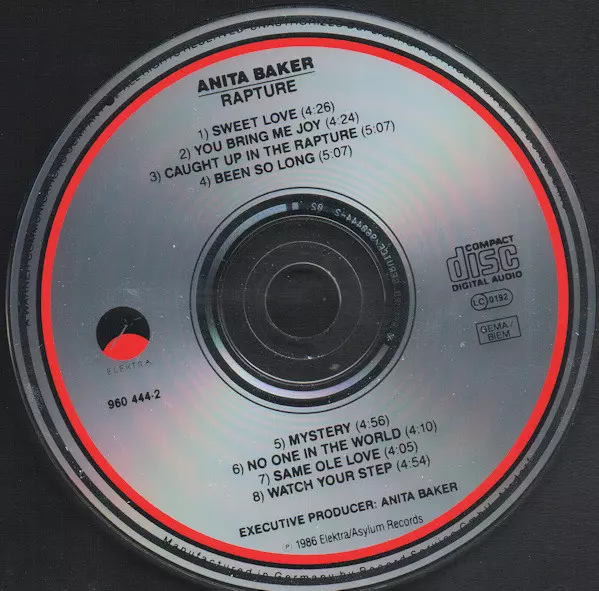 ANITA BAKER
RAPTURE
1) SWEET LOVE (4:26)
2) YOU BRING ME JOY (4:24)
3) CAUGHT UP IN THE RAPTURE (5:07)
4) BEEN SO LONG (5:07)
COMPACT
disc
DIGITAL AUDIO
LC 0192
GEMA/
BIEM
ELEKTRA
960 444-2
5) MYSTERY (4:56)
6) NO ONE IN THE WORLD (4:10)
7) SAME OLE LOVE (4:05)
8) WATCH YOUR STEP (4:54)
EXECUTIVE PRODUCER: ANITA BAKER
℗ 1986 Elektra/Asylum Records
Manufactured in Germany by Record Service GmbH